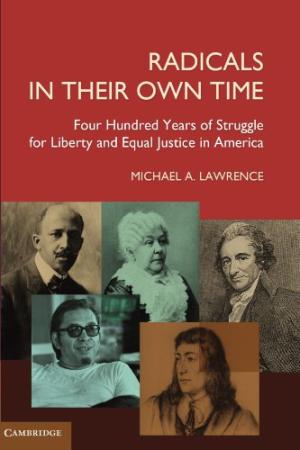 RADICALS
IN THEIR OWN TIME
Four Hundred Years of Struggle
for Liberty and Equal Justice in America
MICHAEL A. LAWRENCE
CAMBRIDGE